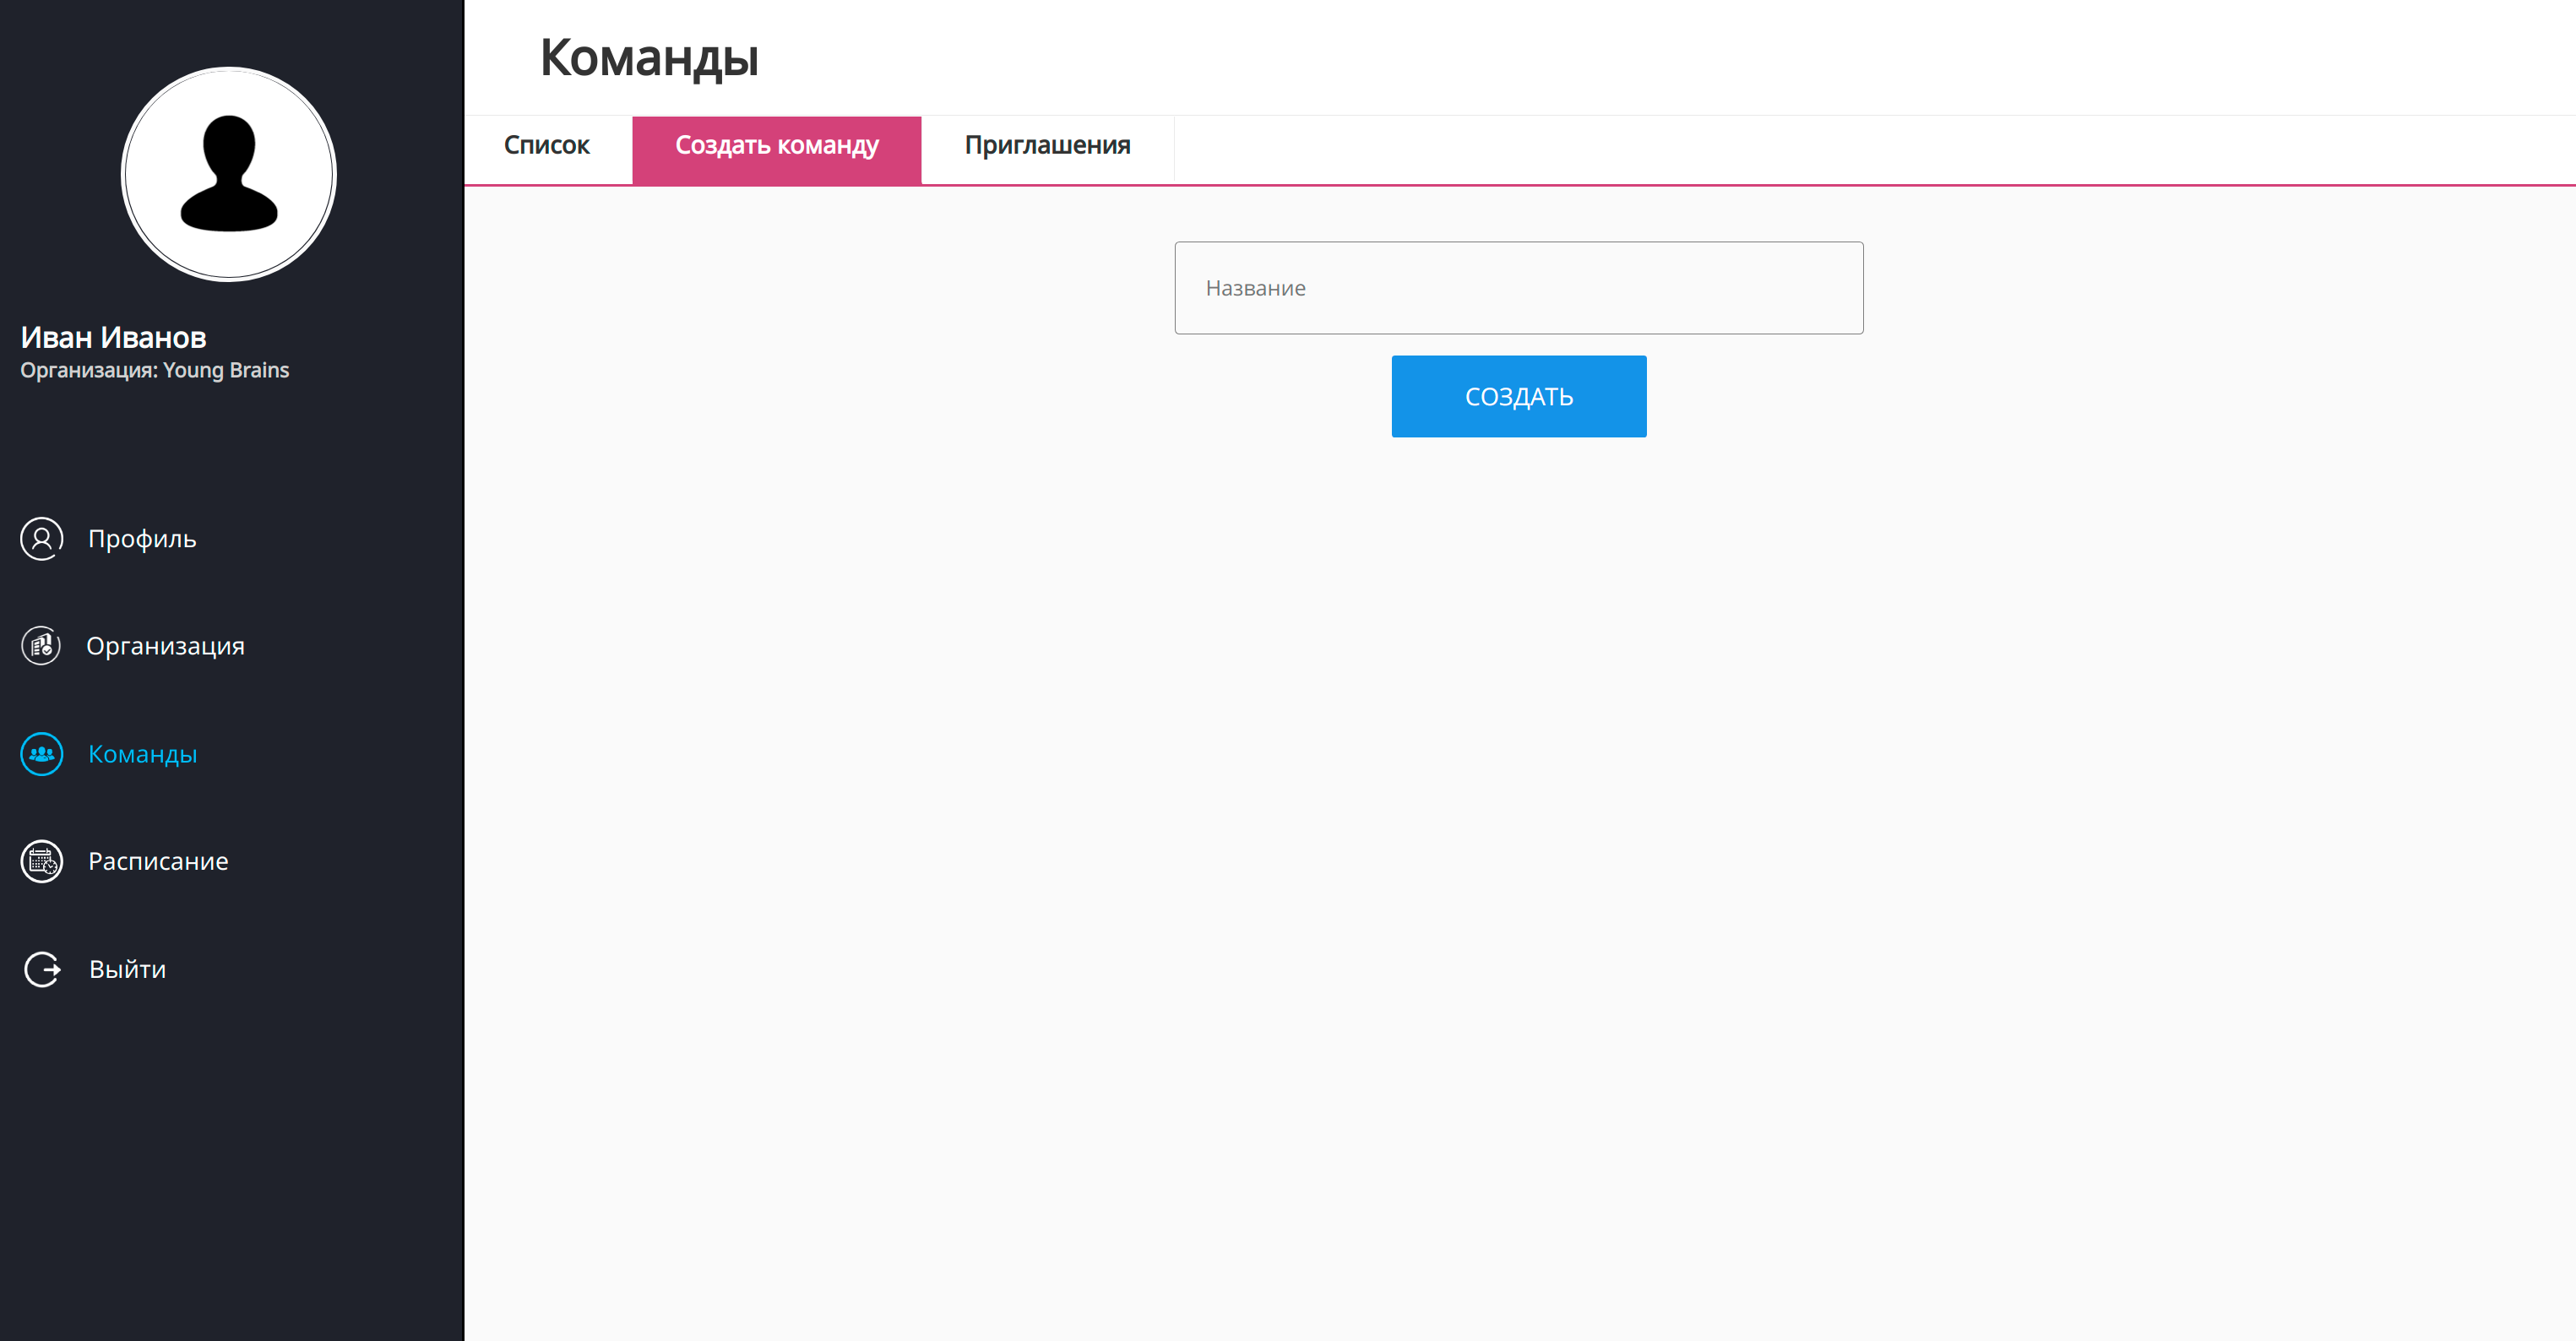 Команды
Список
Создать команду
Приглашения
Название
СОЗДАТЬ
Иван Иванов
Организация: Young Brains
Профиль
Организация
Команды
Расписание
Выйти